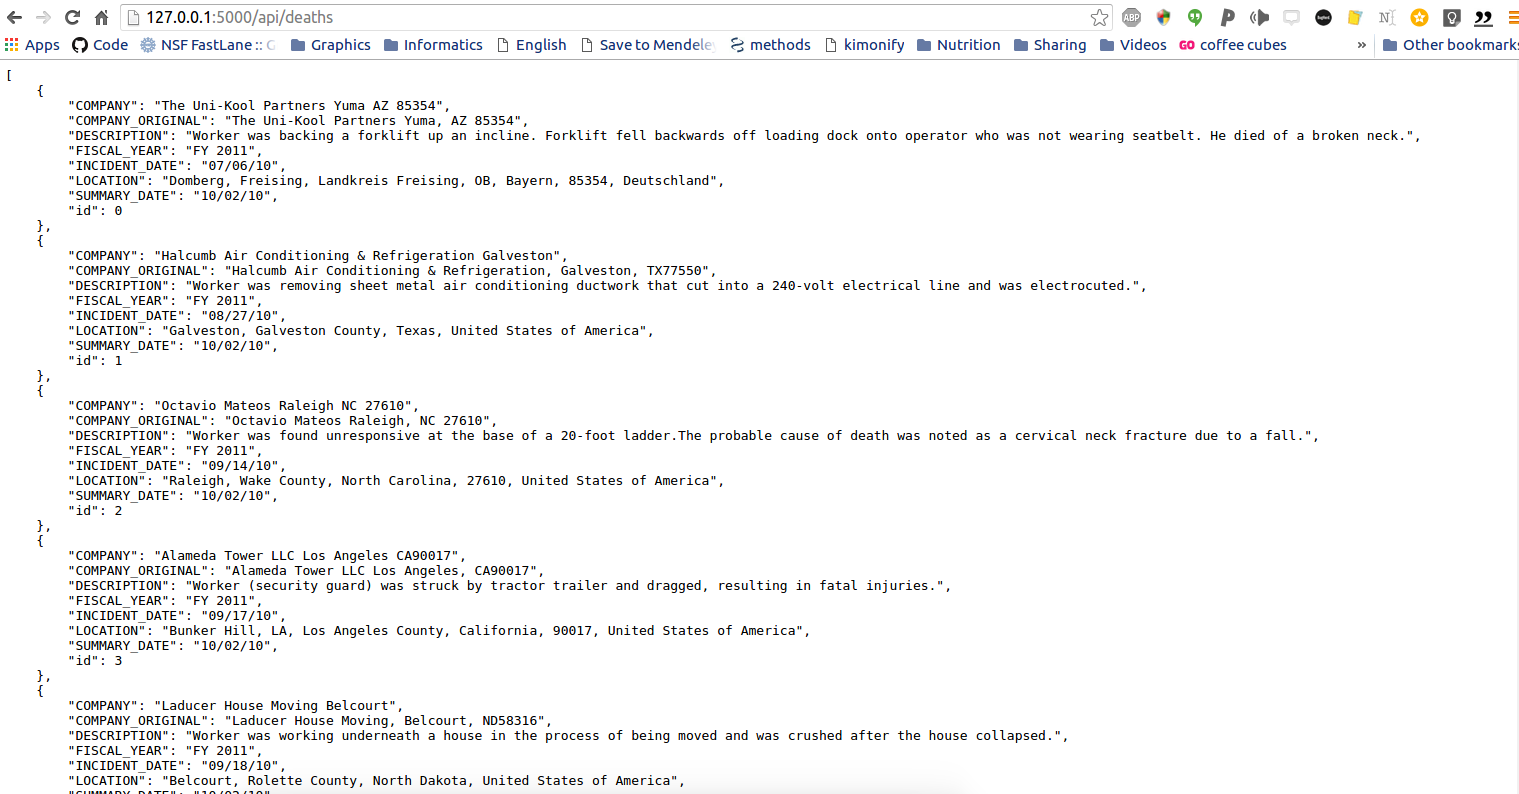 127.0.0.1:5000/api/deaths
ABP
Apps Code NSF FastLane :: Graphics Informatics English Save to Mendele methods kimonify Nutrition Sharing Videos GO coffee cubes » Other bookmarks
[
{
"COMPANY": "The Uni-Kool Partners Yuma AZ 85354",
"COMPANY_ORIGINAL": "The Uni-Kool Partners Yuma, AZ 85354",
"DESCRIPTION": "Worker was backing a forklift up an incline. Forklift fell backwards off loading dock onto operator who was not wearing seatbelt. He died of a broken neck.",
"FISCAL_YEAR": "FY 2011",
"INCIDENT_DATE": "07/06/10",
"LOCATION": "Domberg, Freising, Landkreis Freising, OB, Bayern, 85354, Deutschland",
"SUMMARY_DATE": "10/02/10",
"id": 0
},
{
"COMPANY": "Halcumb Air Conditioning & Refrigeration Galveston",
"COMPANY_ORIGINAL": "Halcumb Air Conditioning & Refrigeration, Galveston, TX77550",
"DESCRIPTION": "Worker was removing sheet metal air conditioning ductwork that cut into a 240-volt electrical line and was electrocuted.",
"FISCAL_YEAR": "FY 2011",
"INCIDENT_DATE": "08/27/10",
"LOCATION": "Galveston, Galveston County, Texas, United States of America",
"SUMMARY_DATE": "10/02/10",
"id": 1
},
{
"COMPANY": "Octavio Mateos Raleigh NC 27610",
"COMPANY_ORIGINAL": "Octavio Mateos Raleigh, NC 27610",
"DESCRIPTION": "Worker was found unresponsive at the base of a 20-foot ladder.The probable cause of death was noted as a cervical neck fracture due to a fall.",
"FISCAL_YEAR": "FY 2011",
"INCIDENT_DATE": "09/14/10",
"LOCATION": "Raleigh, Wake County, North Carolina, 27610, United States of America",
"SUMMARY_DATE": "10/02/10",
"id": 2
},
{
"COMPANY": "Alameda Tower LLC Los Angeles CA90017",
"COMPANY_ORIGINAL": "Alameda Tower LLC Los Angeles, CA90017",
"DESCRIPTION": "Worker (security guard) was struck by tractor trailer and dragged, resulting in fatal injuries.",
"FISCAL_YEAR": "FY 2011",
"INCIDENT_DATE": "09/17/10",
"LOCATION": "Bunker Hill, LA, Los Angeles County, California, 90017, United States of America",
"SUMMARY_DATE": "10/02/10",
"id": 3
},
{
"COMPANY": "Laducer House Moving Belcourt",
"COMPANY_ORIGINAL": "Laducer House Moving, Belcourt, ND58316",
"DESCRIPTION": "Worker was working underneath a house in the process of being moved and was crushed after the house collapsed.",
"FISCAL_YEAR": "FY 2011",
"INCIDENT_DATE": "09/18/10",
"LOCATION": "Belcourt, Rolette County, North Dakota, United States of America",